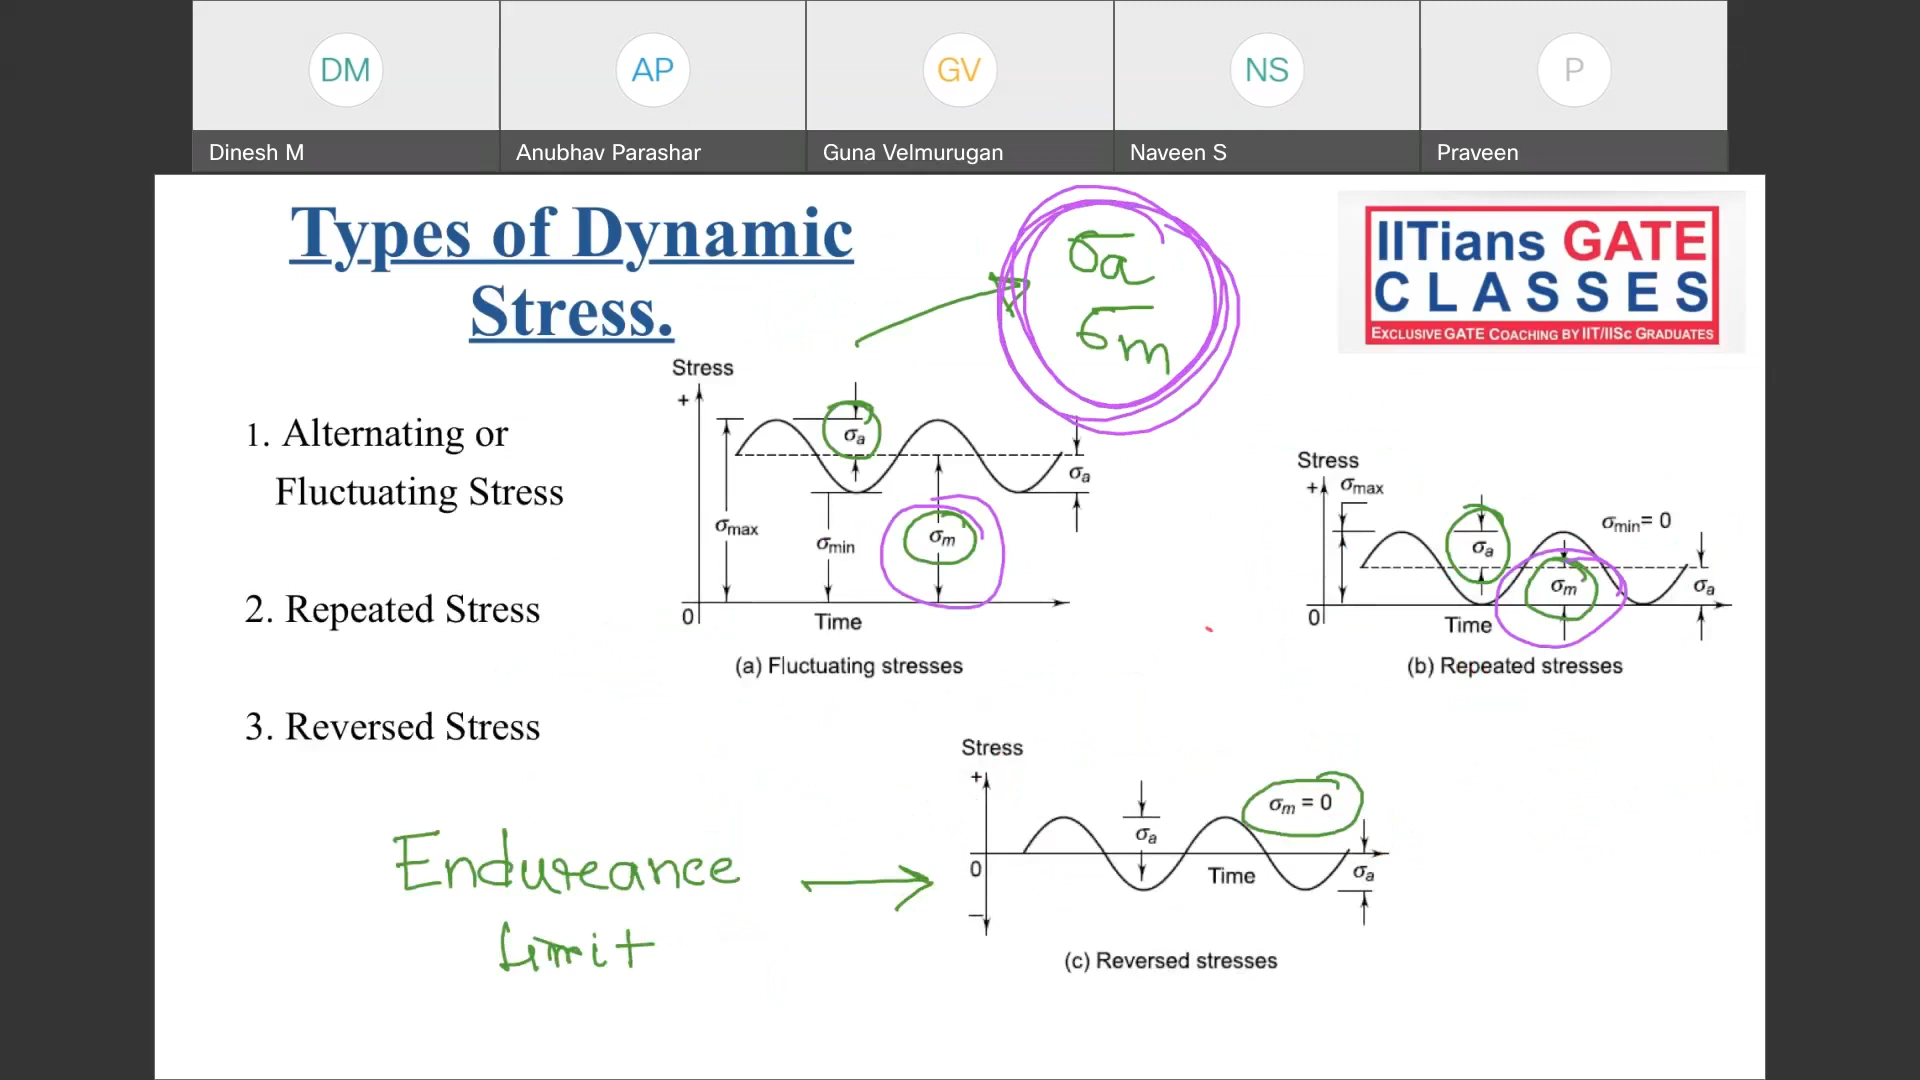 DM
AP
GV
NS
P
Dinesh M
Anubhav Parashar
Guna Velmurugan
Naveen S
Praveen
Types of Dynamic
Stress.
σa
σm
IITians GATE
CLASSES
EXCLUSIVE GATE COACHING BY IIT/IISc GRADUATES
1. Alternating or
Fluctuating Stress
2. Repeated Stress
3. Reversed Stress
Stress
+
σa
σa
σmax
σmin
σm
0
Time
(a) Fluctuating stresses
Stress
+
σmax
σmin = 0
σa
σm
σa
0
Time
(b) Repeated stresses
Stress
+
σm = 0
σa
0
Time
σa
−
(c) Reversed stresses
Endureance
Limit